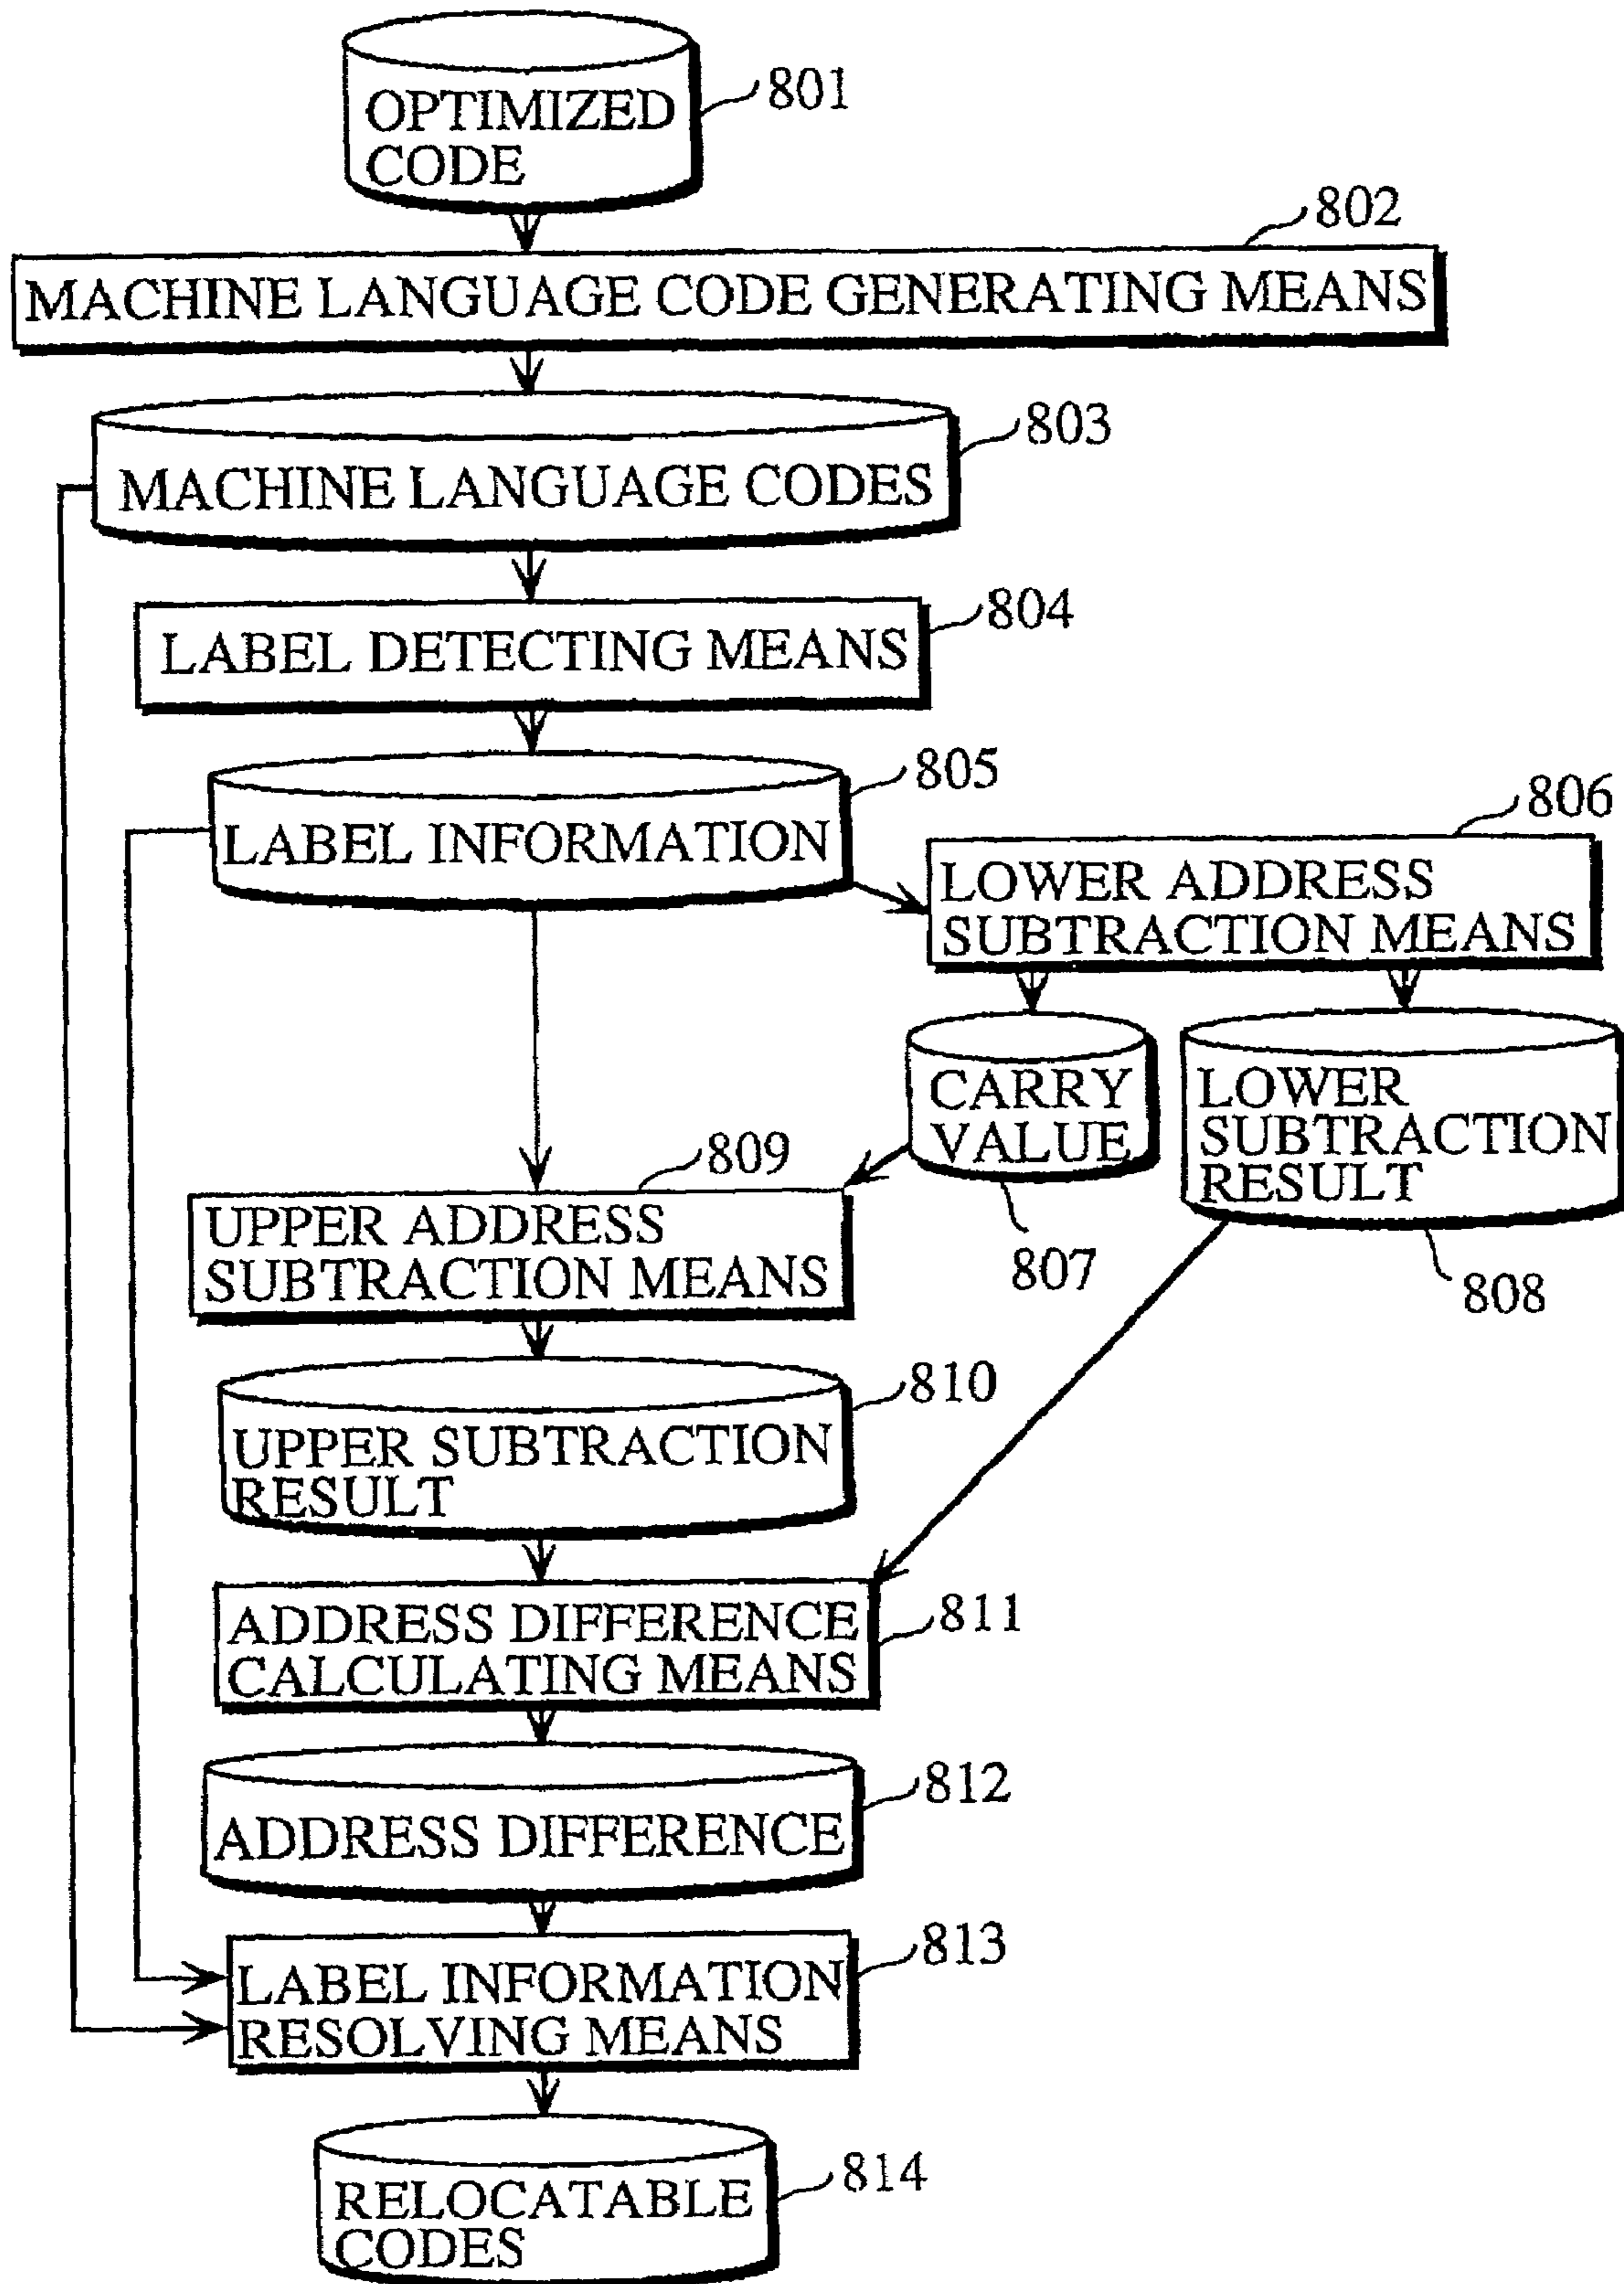 OPTIMIZED
CODE
801
802
MACHINE LANGUAGE CODE GENERATING MEANS
803
MACHINE LANGUAGE CODES
804
LABEL DETECTING MEANS
805
LABEL INFORMATION
806
LOWER ADDRESS
SUBTRACTION MEANS
CARRY
VALUE
807
LOWER
SUBTRACTION
RESULT
808
809
UPPER ADDRESS
SUBTRACTION MEANS
810
UPPER SUBTRACTION
RESULT
811
ADDRESS DIFFERENCE
CALCULATING MEANS
812
ADDRESS DIFFERENCE
813
LABEL INFORMATION
RESOLVING MEANS
814
RELOCATABLE
CODES